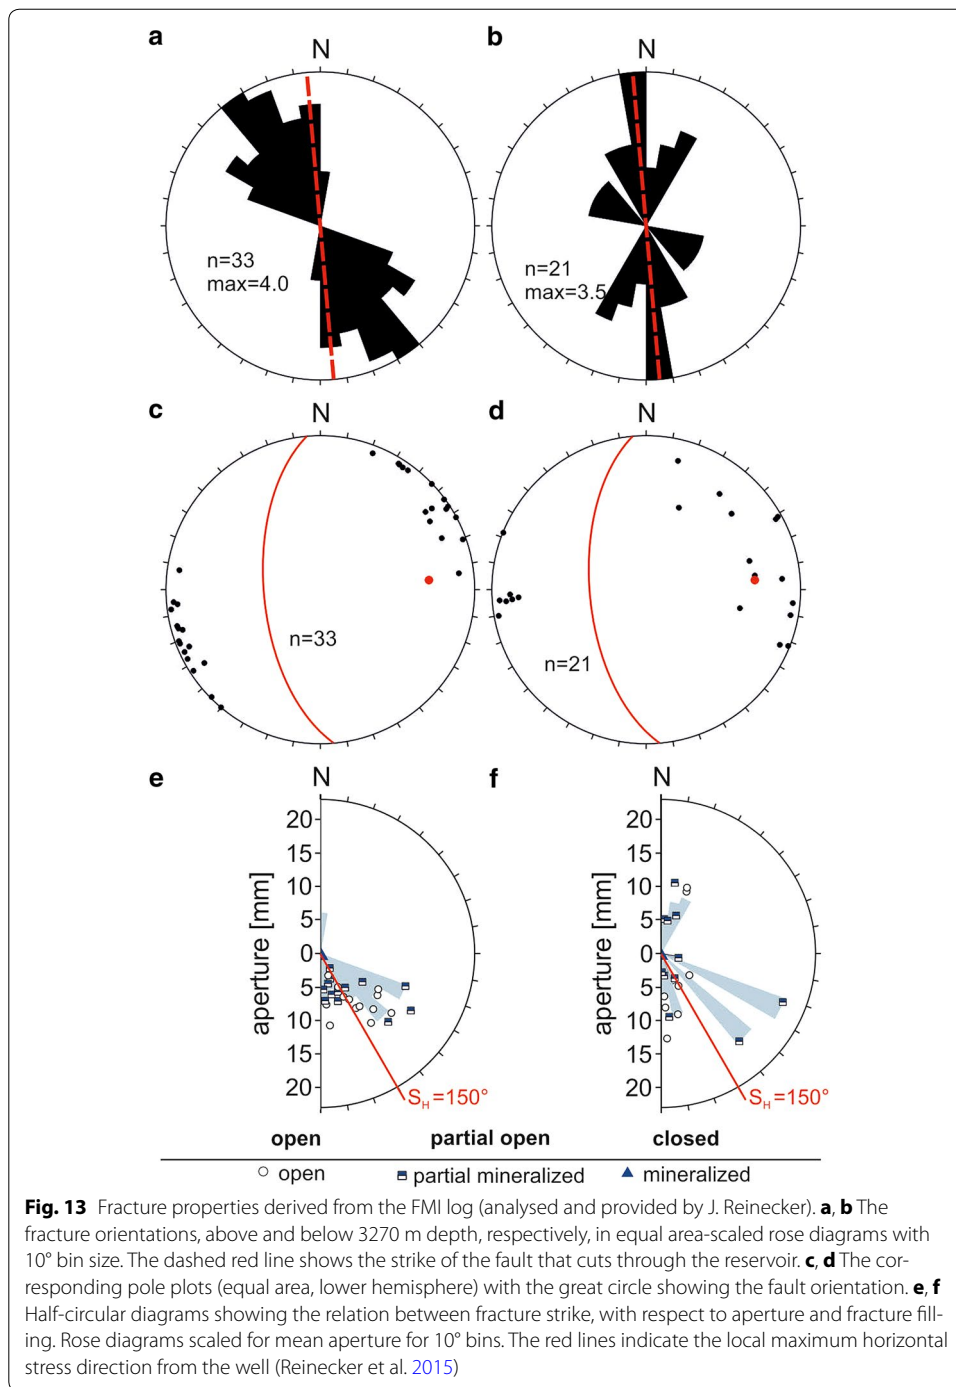 a
b
N
N
n=33
max=4.0
n=21
max=3.5
c
d
N
N
n=33
n=21
e
f
N
N
aperture [mm]
20
15
10
5
0
5
10
15
20
S_H=150°
aperture [mm]
20
15
10
5
0
5
10
15
20
S_H=150°
open partial open closed
open partial mineralized mineralized
Fig. 13 Fracture properties derived from the FMI log (analysed and provided by J. Reinecker). a, b The
fracture orientations, above and below 3270 m depth, respectively, in equal area-scaled rose diagrams with
10° bin size. The dashed red line shows the strike of the fault that cuts through the reservoir. c, d The cor-
responding pole plots (equal area, lower hemisphere) with the great circle showing the fault orientation. e, f
Half-circular diagrams showing the relation between fracture strike, with respect to aperture and fracture fill-
ing. Rose diagrams scaled for mean aperture for 10° bins. The red lines indicate the local maximum horizontal
stress direction from the well (Reinecker et al. 2015)